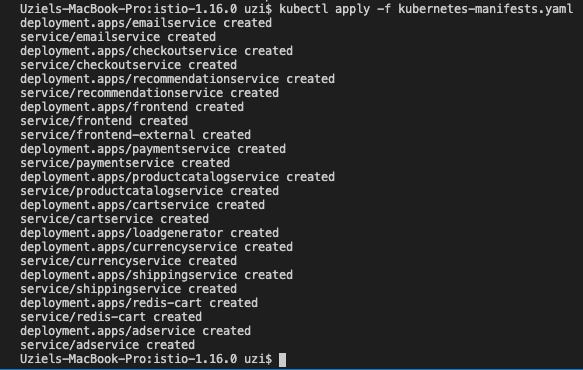 Uziels-MacBook-Pro:istio-1.16.0 uzi$ kubectl apply -f kubernetes-manifests.yaml
deployment.apps/emailservice created
service/emailservice created
deployment.apps/checkoutservice created
service/checkoutservice created
deployment.apps/recommendationservice created
service/recommendationservice created
deployment.apps/frontend created
service/frontend created
service/frontend-external created
deployment.apps/paymentservice created
service/paymentservice created
deployment.apps/productcatalogservice created
service/productcatalogservice created
deployment.apps/cartservice created
service/cartservice created
deployment.apps/loadgenerator created
deployment.apps/currencyservice created
service/currencyservice created
deployment.apps/shippingservice created
service/shippingservice created
deployment.apps/redis-cart created
service/redis-cart created
deployment.apps/adservice created
service/adservice created
Uziels-MacBook-Pro:istio-1.16.0 uzi$